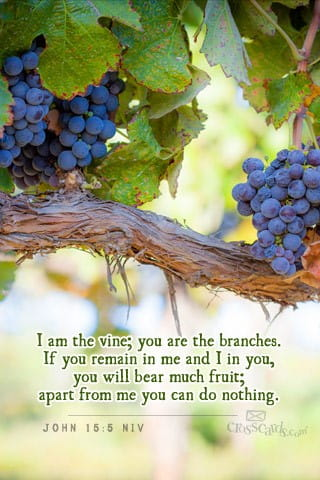 I am the vine; you are the branches.
If you remain in me and I in you,
you will bear much fruit;
apart from me you can do nothing.
JOHN 15:5 NIV
crosscards.com